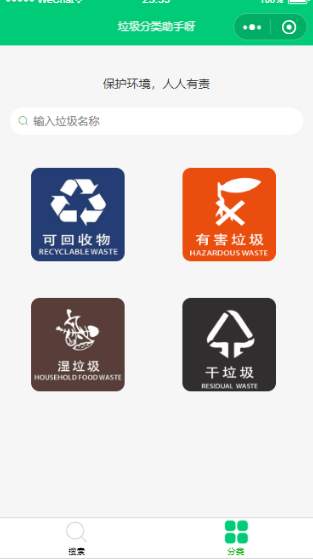 垃圾分类助手呀
保护环境，人人有责
输入垃圾名称
可回收物
RECYCLABLE WASTE
有害垃圾
HAZARDOUS WASTE
湿垃圾
HOUSEHOLD FOOD WASTE
干垃圾
RESIDUAL WASTE
搜索
分类